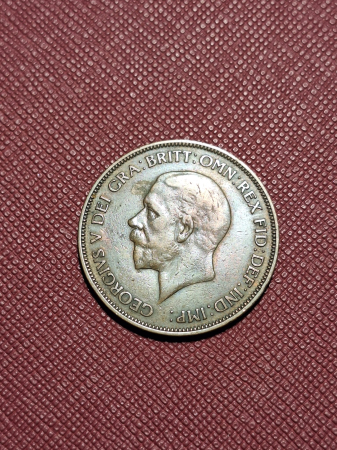 GEORGIVS V DEI GRA: BRITT: OMN: REX FID: DEF: IND: IMP: